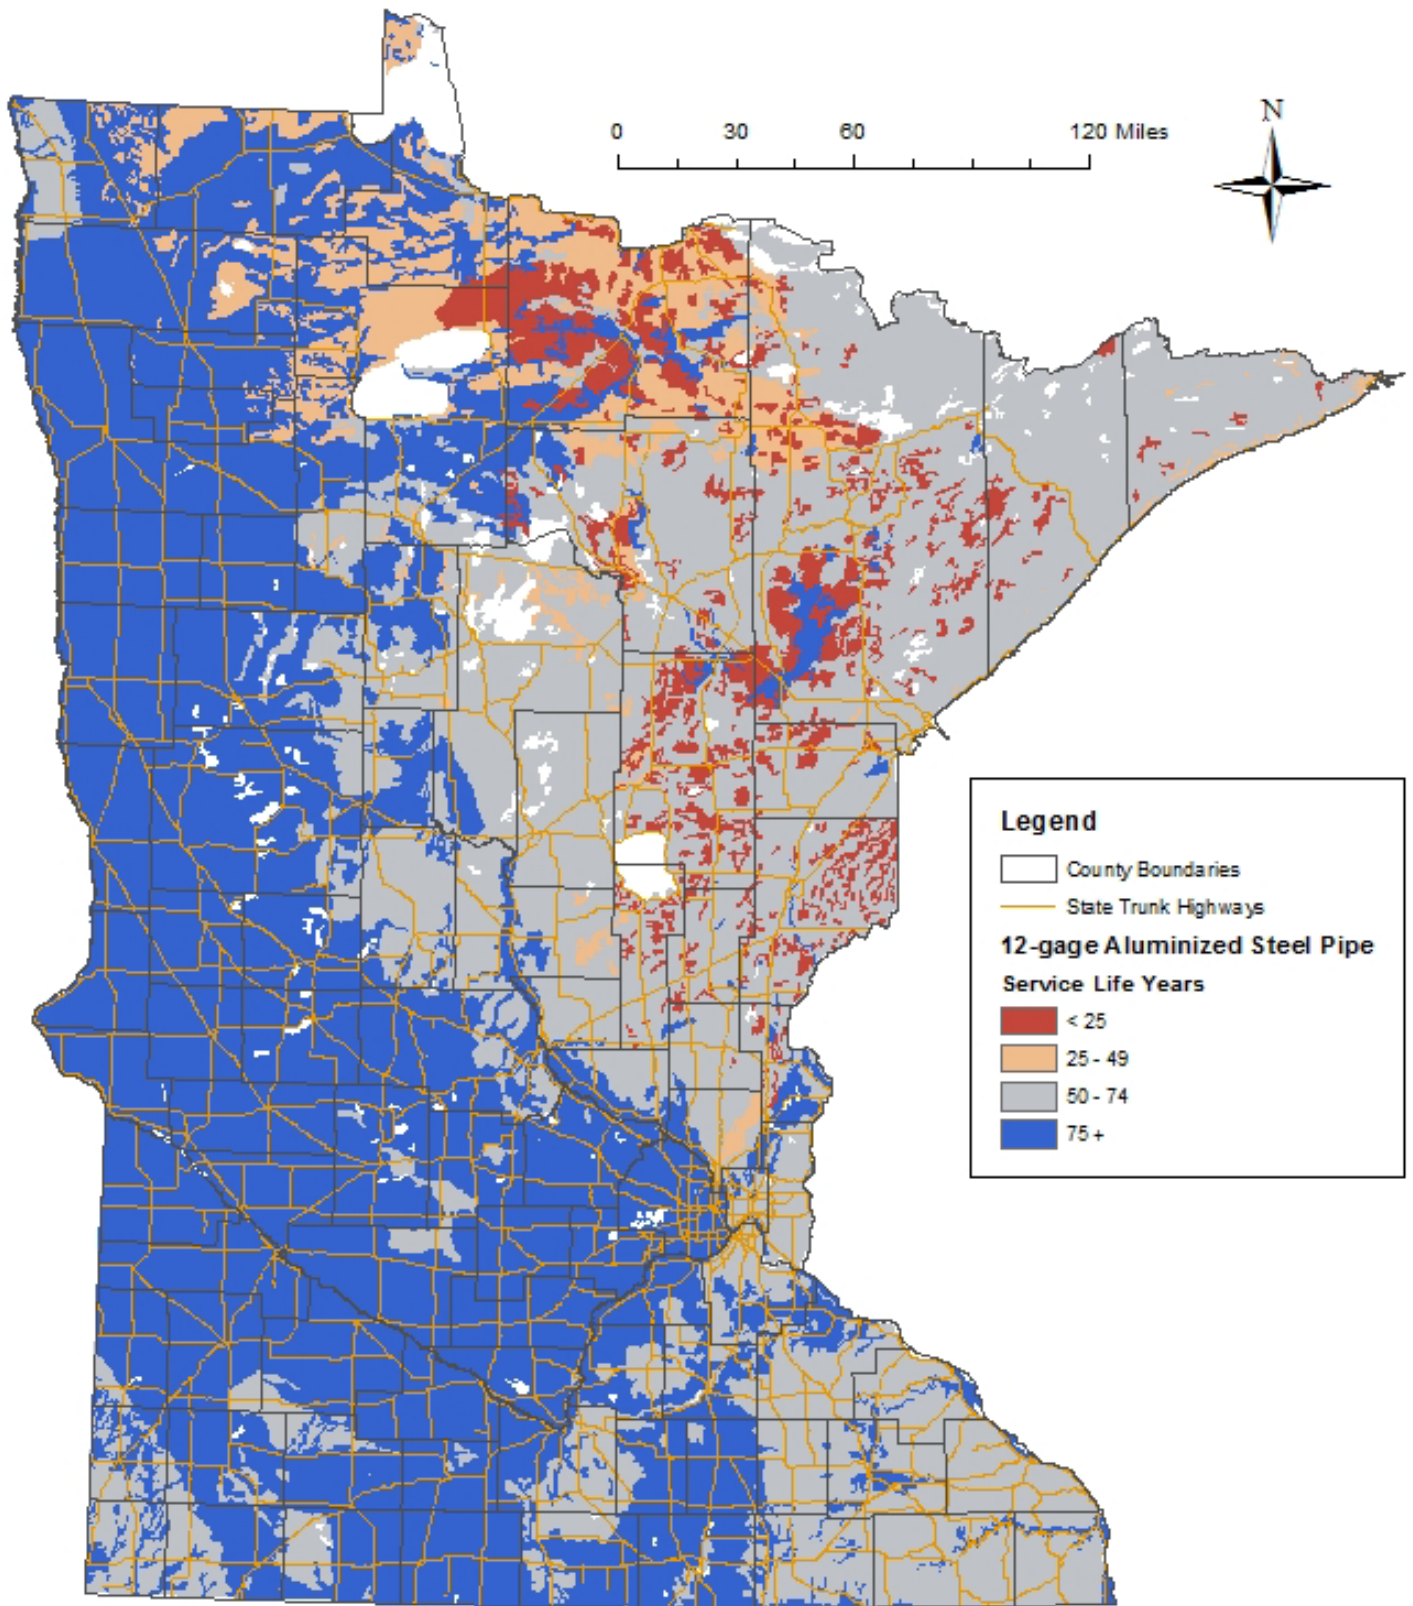 N
0 30 60 120 Miles
Legend
County Boundaries
State Trunk Highways
12-gage Aluminized Steel Pipe
Service Life Years
< 25
25 - 49
50 - 74
75 +